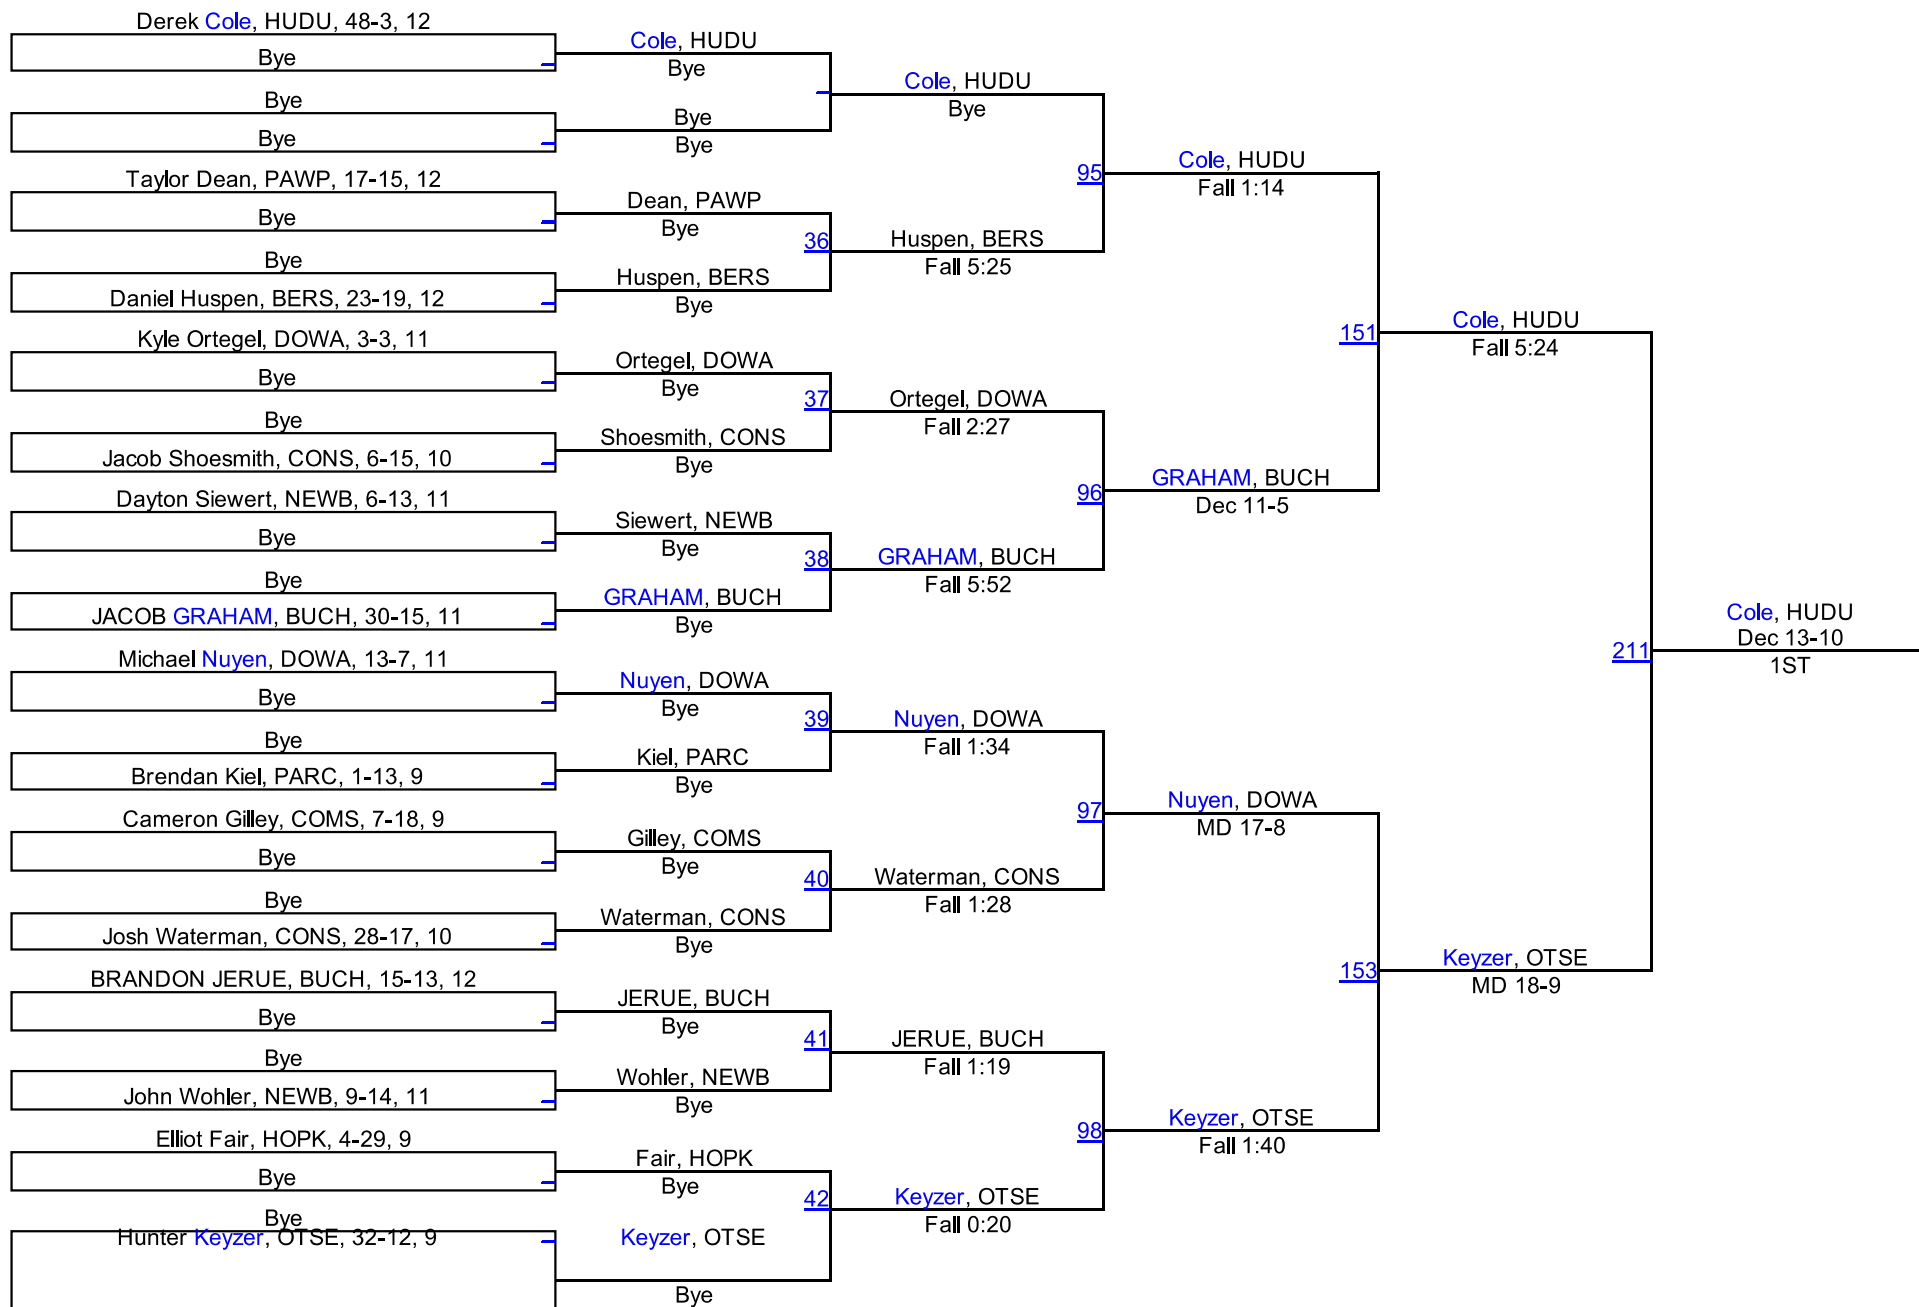 Derek Cole, HUDU, 48-3, 12
Bye
Bye
Bye
Taylor Dean, PAWP, 17-15, 12
Bye
Bye
Daniel Huspen, BERS, 23-19, 12
Kyle Ortegel, DOWA, 3-3, 11
Bye
Bye
Jacob Shoesmith, CONS, 6-15, 10
Dayton Siewert, NEWB, 6-13, 11
Bye
Bye
JACOB GRAHAM, BUCH, 30-15, 11
Michael Nuyen, DOWA, 13-7, 11
Bye
Bye
Brendan Kiel, PARC, 1-13, 9
Cameron Gilley, COMS, 7-18, 9
Bye
Bye
Josh Waterman, CONS, 28-17, 10
BRANDON JERUE, BUCH, 15-13, 12
Bye
Bye
John Wohler, NEWB, 9-14, 11
Elliot Fair, HOPK, 4-29, 9
Bye
Bye
Hunter Keyzer, OTSE, 32-12, 9
Cole, HUDU
Bye
Bye
Bye
Dean, PAWP
Bye
36
Huspen, BERS
Bye
Ortegel, DOWA
Bye
37
Shoesmith, CONS
Bye
Siewert, NEWB
Bye
38
GRAHAM, BUCH
Bye
Nuyen, DOWA
Bye
39
Kiel, PARC
Bye
Gilley, COMS
Bye
40
Waterman, CONS
Bye
JERUE, BUCH
Bye
41
Wohler, NEWB
Bye
Fair, HOPK
Bye
42
Keyzer, OTSE
Bye
Cole, HUDU
Bye
95
Huspen, BERS
Fall 5:25
Ortegel, DOWA
Fall 2:27
96
GRAHAM, BUCH
Fall 5:52
Nuyen, DOWA
Fall 1:34
97
Waterman, CONS
Fall 1:28
JERUE, BUCH
Fall 1:19
98
Keyzer, OTSE
Fall 0:20
Cole, HUDU
Fall 1:14
151
GRAHAM, BUCH
Dec 11-5
Nuyen, DOWA
MD 17-8
153
Keyzer, OTSE
Fall 1:40
Cole, HUDU
Fall 5:24
211
Keyzer, OTSE
MD 18-9
Cole, HUDU
Dec 13-10
1ST